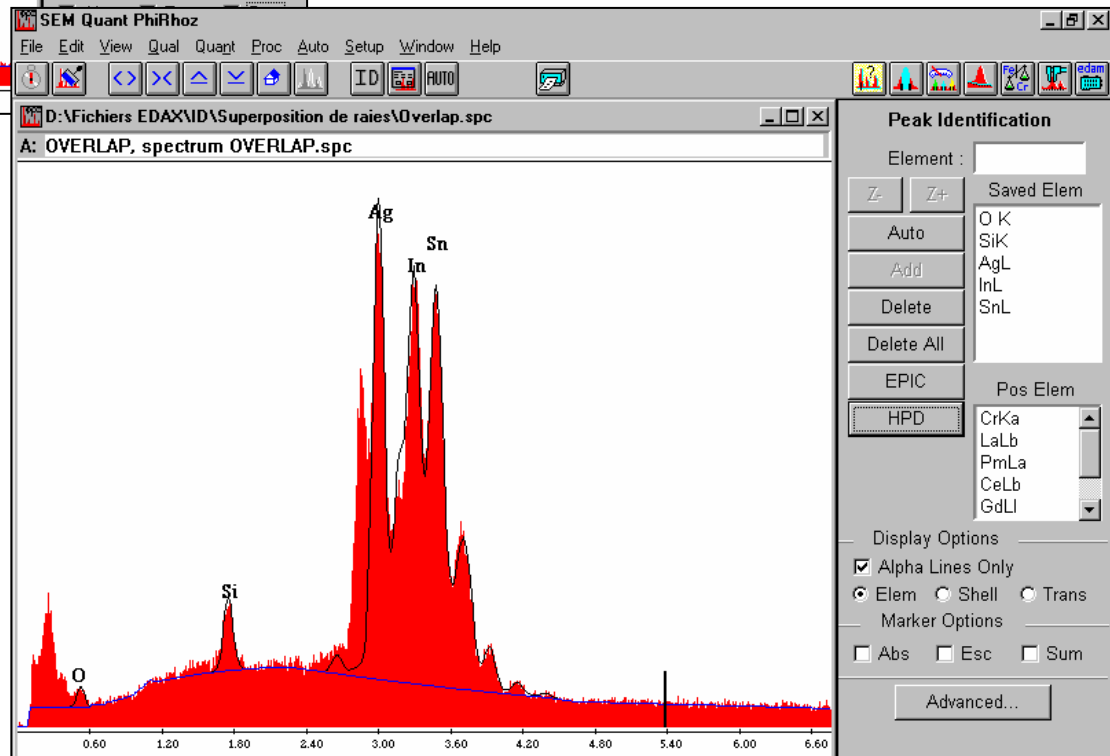 SEM Quant PhiRhoz
File Edit View Qual Quant Proc Auto Setup Window Help
ID AUTO Fe Cr edam
D:\Fichiers EDAX\ID\Superposition de raies\Overlap.spc
A: OVERLAP, spectrum OVERLAP.spc
Ag
Sn
In
Si
O
0.60 1.20 1.80 2.40 3.00 3.60 4.20 4.80 5.40 6.00 6.60
Peak Identification
Element :
Z- Z+
Saved Elem
Auto
Add
Delete
Delete All
EPIC
HPD
O K
SiK
AgL
InL
SnL
Pos Elem
CrKa
LaLb
PmLa
CeLb
GdLl
Display Options
Alpha Lines Only
Elem Shell Trans
Marker Options
Abs Esc Sum
Advanced...